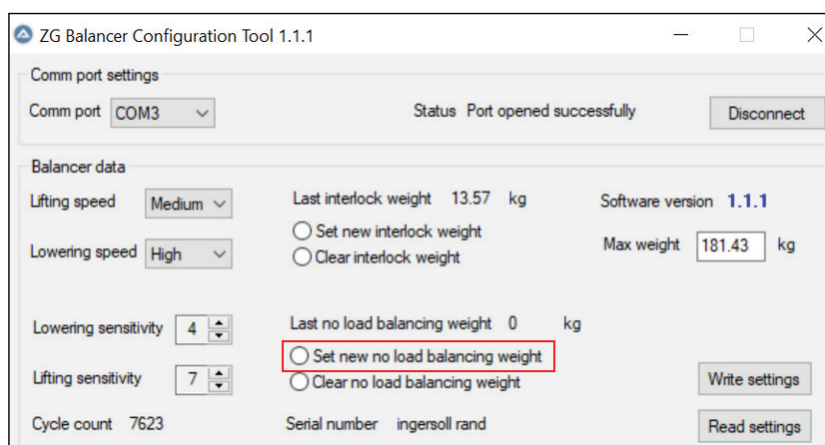 ZG Balancer Configuration Tool 1.1.1
Comm port settings
Comm port COM3 Status Port opened successfully Disconnect
Balancer data
Lifting speed Medium Last interlock weight 13.57 kg Software version 1.1.1
Set new interlock weight
Lowering speed High Clear interlock weight Max weight 181.43 kg
Lowering sensitivity 4 Last no load balancing weight 0 kg
Set new no load balancing weight
Lifting sensitivity 7 Clear no load balancing weight Write settings
Cycle count 7623 Serial number ingersoll rand Read settings